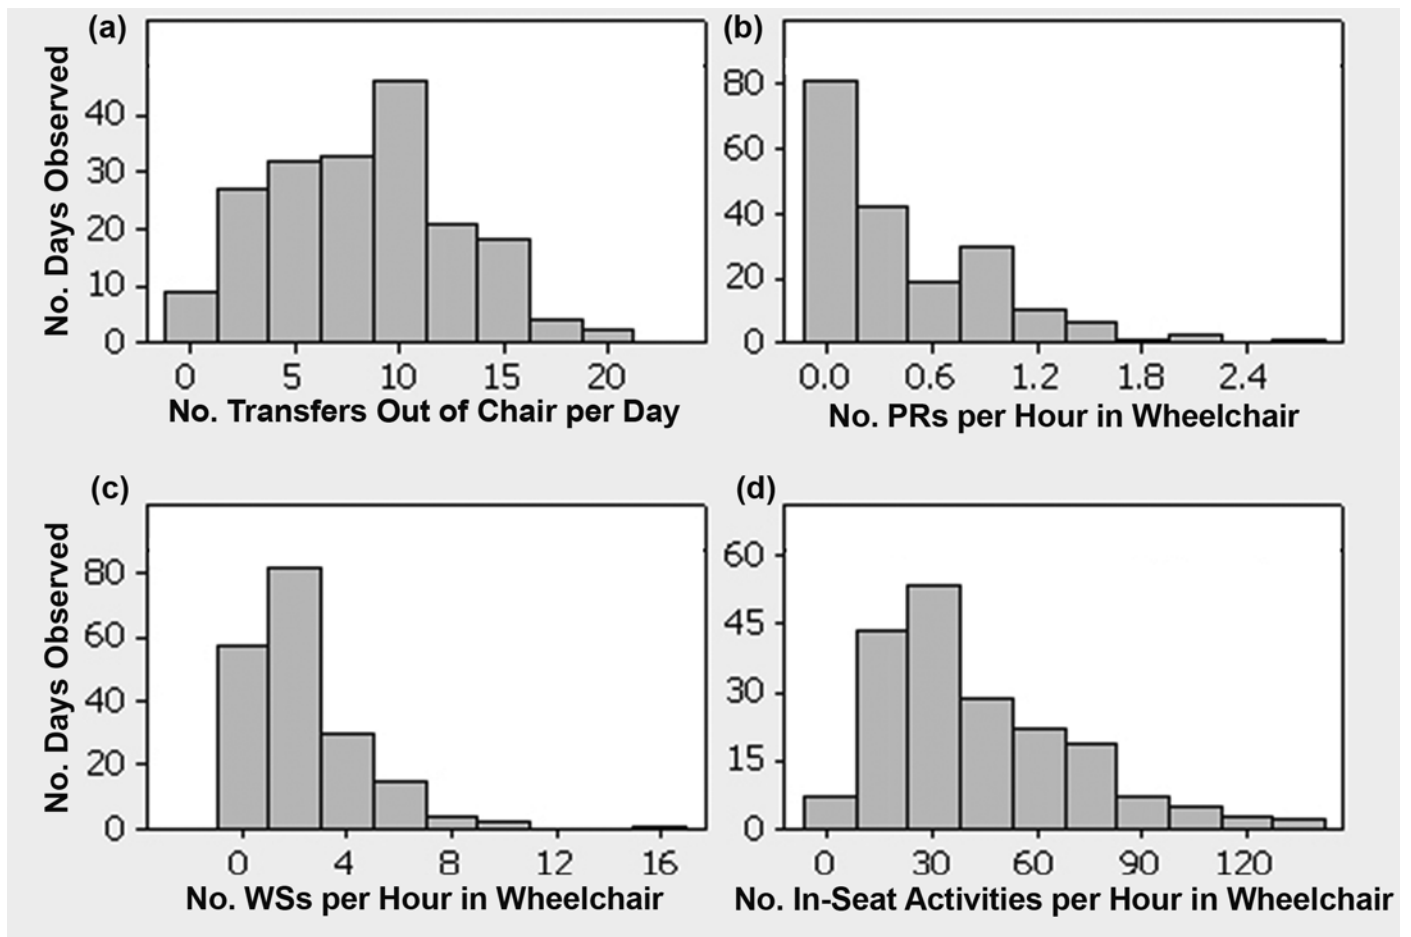 (a)
No. Days Observed
40
30
20
10
0
0 5 10 15 20
No. Transfers Out of Chair per Day
(b)
80
60
40
20
0
0.0 0.6 1.2 1.8 2.4
No. PRs per Hour in Wheelchair
(c)
No. Days Observed
80
60
40
20
0
0 4 8 12 16
No. WSs per Hour in Wheelchair
(d)
60
45
30
15
0
0 30 60 90 120
No. In-Seat Activities per Hour in Wheelchair